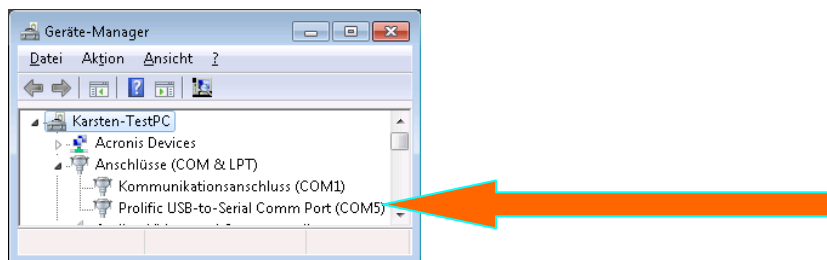 Geräte-Manager
Datei Aktion Ansicht ?
Karsten-TestPC
Acronis Devices
Anschlüsse (COM & LPT)
Kommunikationsanschluss (COM1)
Prolific USB-to-Serial Comm Port (COM5)